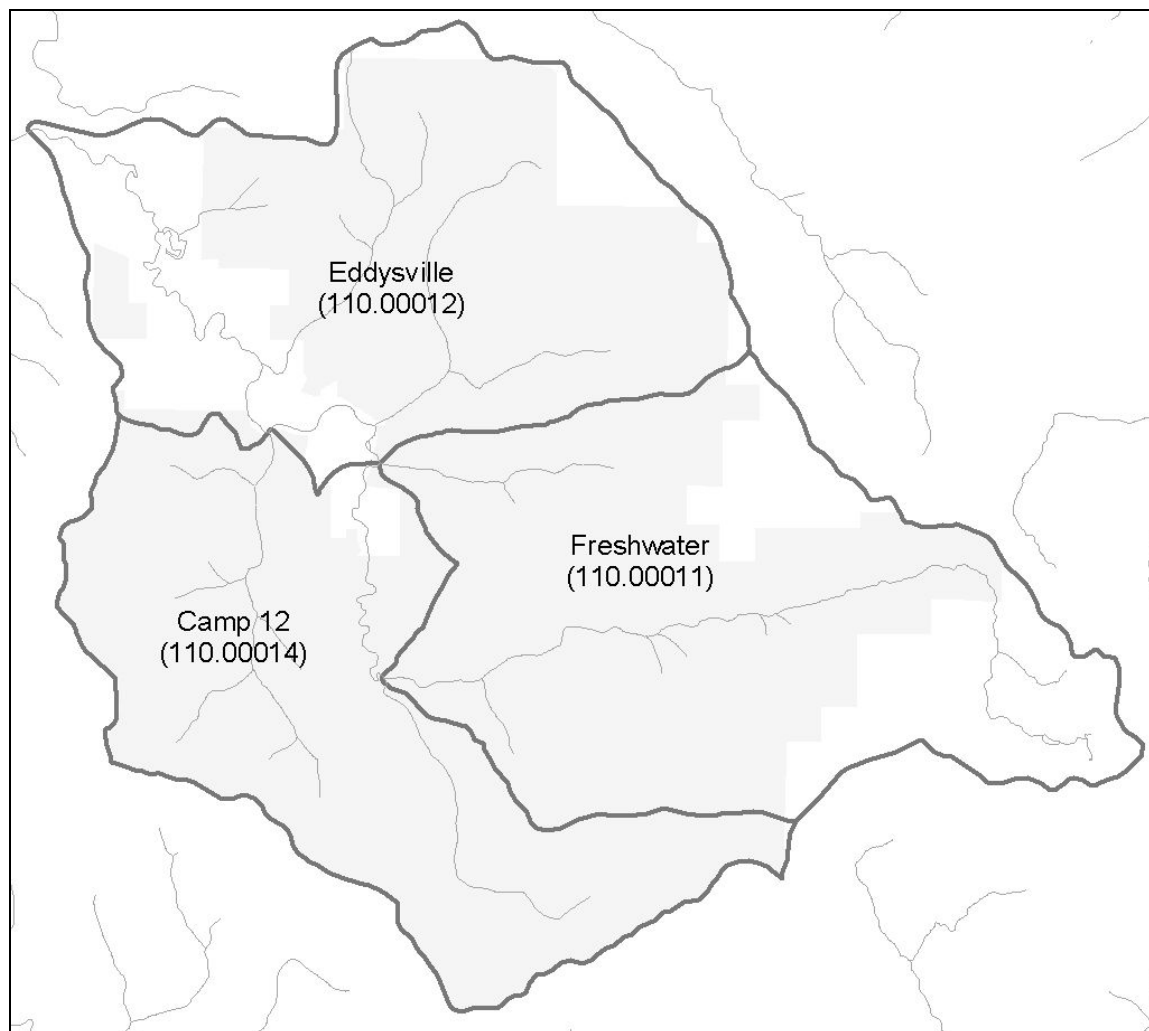 Eddysville
(110.00012)
Freshwater
(110.00011)
Camp 12
(110.00014)